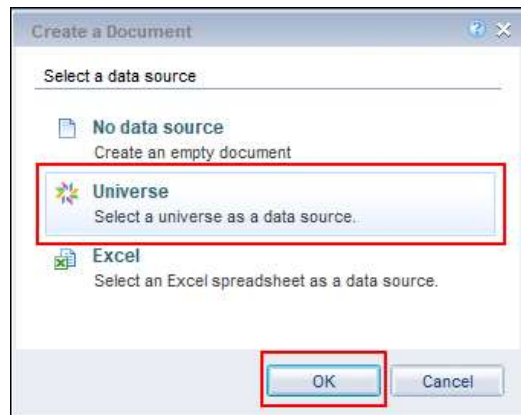 Create a Document
Select a data source
No data source
Create an empty document
Universe
Select a universe as a data source.
Excel
Select an Excel spreadsheet as a data source.
OK Cancel